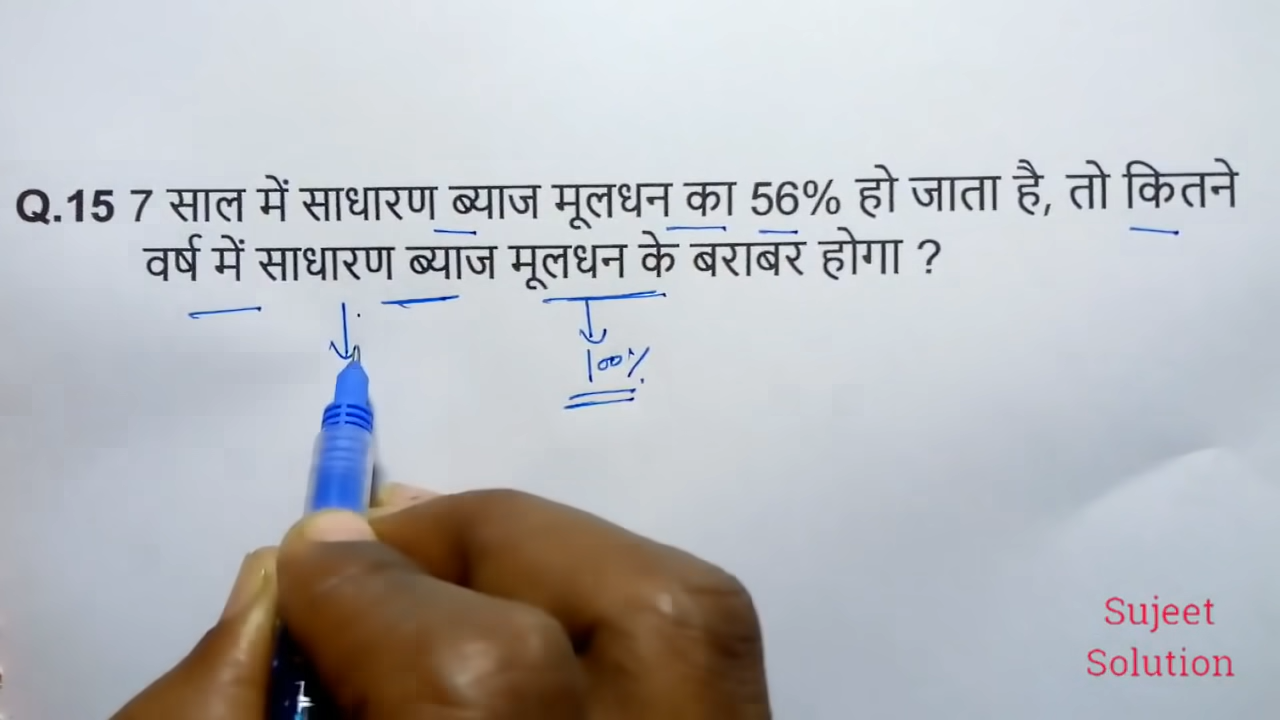 Q.15 7 साल में साधारण ब्याज मूलधन का 56% हो जाता है, तो कितने
वर्ष में साधारण ब्याज मूलधन के बराबर होगा ?
100%
Sujeet
Solution